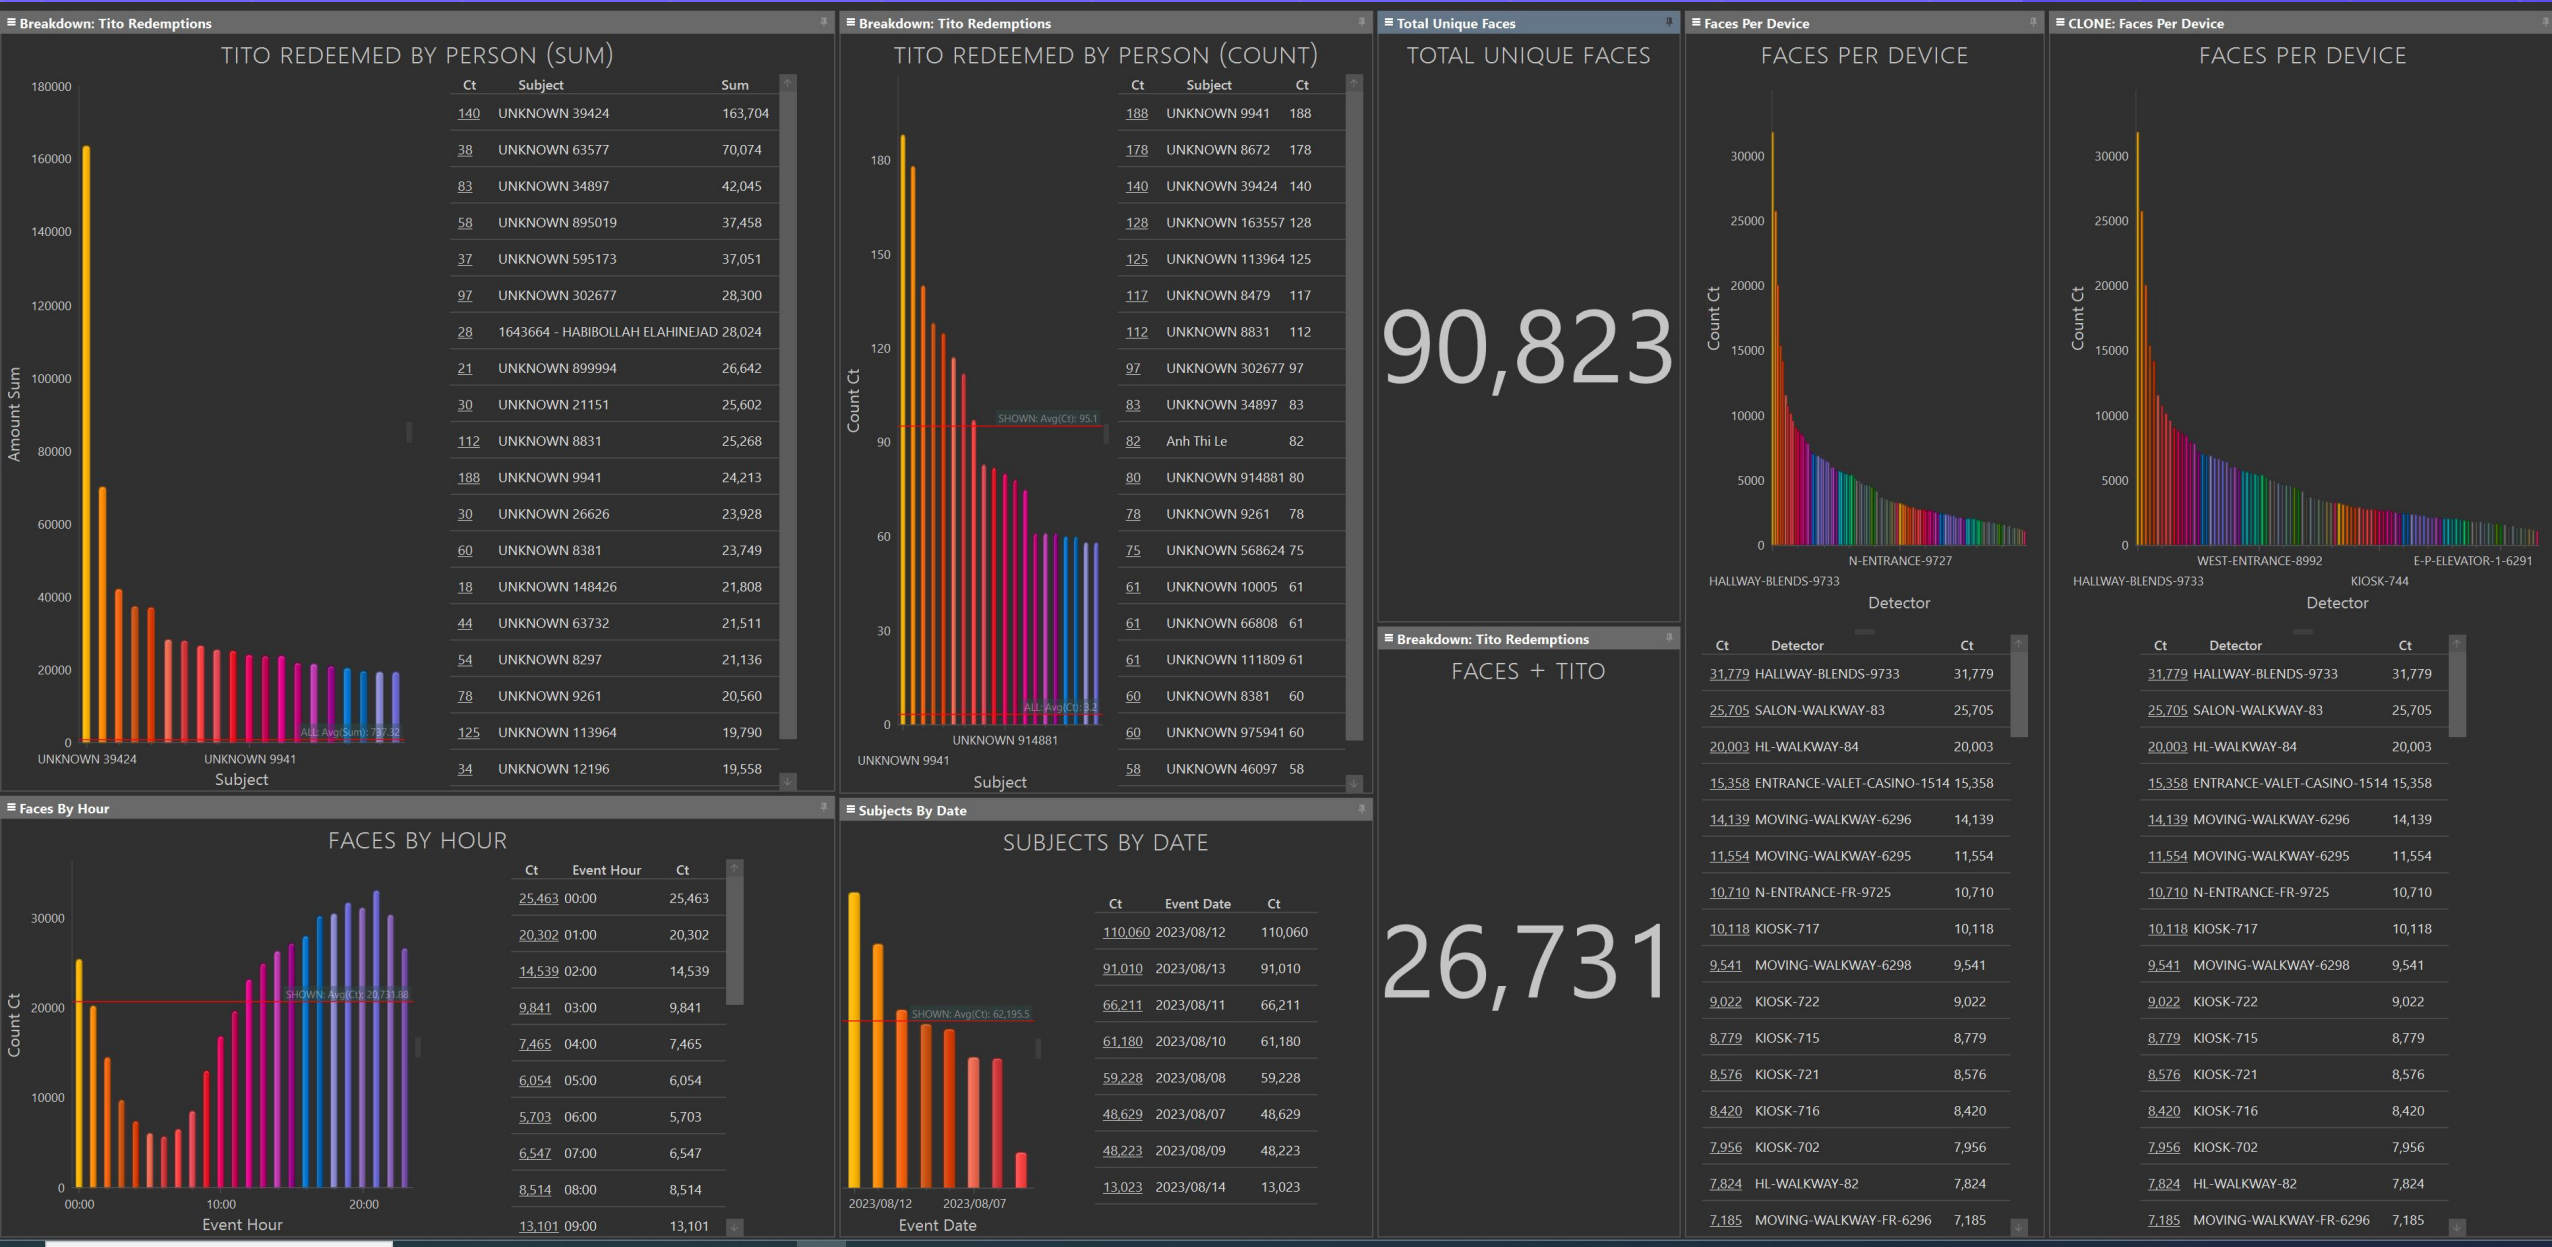 Breakdown: Tito Redemptions
TITO REDEEMED BY PERSON (SUM)
180000
160000
140000
120000
100000
80000
60000
40000
20000
0
Amount Sum
ALL: Avg(Sum): 737.32
UNKNOWN 39424 UNKNOWN 9941
Subject
Ct Subject Sum
140 UNKNOWN 39424 163,704
38 UNKNOWN 63577 70,074
83 UNKNOWN 34897 42,045
58 UNKNOWN 895019 37,458
37 UNKNOWN 595173 37,051
97 UNKNOWN 302677 28,300
28 1643664 - HABIBOLLAH ELAHINEJAD 28,024
21 UNKNOWN 899994 26,642
30 UNKNOWN 21151 25,602
112 UNKNOWN 8831 25,268
188 UNKNOWN 9941 24,213
30 UNKNOWN 26626 23,928
60 UNKNOWN 8381 23,749
18 UNKNOWN 148426 21,808
44 UNKNOWN 63732 21,511
54 UNKNOWN 8297 21,136
78 UNKNOWN 9261 20,560
125 UNKNOWN 113964 19,790
34 UNKNOWN 12196 19,558
Breakdown: Tito Redemptions
TITO REDEEMED BY PERSON (COUNT)
180
150
120
90
60
30
0
Count Ct
SHOWN: Avg(Ct): 95.1
ALL: Avg(Ct): 3.2
UNKNOWN 914881
UNKNOWN 9941
Subject
Ct Subject Ct
188 UNKNOWN 9941 188
178 UNKNOWN 8672 178
140 UNKNOWN 39424 140
128 UNKNOWN 163557 128
125 UNKNOWN 113964 125
117 UNKNOWN 8479 117
112 UNKNOWN 8831 112
97 UNKNOWN 302677 97
83 UNKNOWN 34897 83
82 Anh Thi Le 82
80 UNKNOWN 914881 80
78 UNKNOWN 9261 78
75 UNKNOWN 568624 75
61 UNKNOWN 10005 61
61 UNKNOWN 66808 61
61 UNKNOWN 111809 61
60 UNKNOWN 8381 60
60 UNKNOWN 975941 60
58 UNKNOWN 46097 58
Total Unique Faces
TOTAL UNIQUE FACES
90,823
Breakdown: Tito Redemptions
FACES + TITO
26,731
Faces Per Device
FACES PER DEVICE
30000
25000
20000
15000
10000
5000
0
Count Ct
N-ENTRANCE-9727
HALLWAY-BLENDS-9733
Detector
Ct Detector Ct
31,779 HALLWAY-BLENDS-9733 31,779
25,705 SALON-WALKWAY-83 25,705
20,003 HL-WALKWAY-84 20,003
15,358 ENTRANCE-VALET-CASINO-1514 15,358
14,139 MOVING-WALKWAY-6296 14,139
11,554 MOVING-WALKWAY-6295 11,554
10,710 N-ENTRANCE-FR-9725 10,710
10,118 KIOSK-717 10,118
9,541 MOVING-WALKWAY-6298 9,541
9,022 KIOSK-722 9,022
8,779 KIOSK-715 8,779
8,576 KIOSK-721 8,576
8,420 KIOSK-716 8,420
7,956 KIOSK-702 7,956
7,824 HL-WALKWAY-82 7,824
7,185 MOVING-WALKWAY-FR-6296 7,185
CLONE: Faces Per Device
FACES PER DEVICE
30000
25000
20000
15000
10000
5000
0
Count Ct
WEST-ENTRANCE-8992 E-P-ELEVATOR-1-6291
HALLWAY-BLENDS-9733 KIOSK-744
Detector
Ct Detector Ct
31,779 HALLWAY-BLENDS-9733 31,779
25,705 SALON-WALKWAY-83 25,705
20,003 HL-WALKWAY-84 20,003
15,358 ENTRANCE-VALET-CASINO-1514 15,358
14,139 MOVING-WALKWAY-6296 14,139
11,554 MOVING-WALKWAY-6295 11,554
10,710 N-ENTRANCE-FR-9725 10,710
10,118 KIOSK-717 10,118
9,541 MOVING-WALKWAY-6298 9,541
9,022 KIOSK-722 9,022
8,779 KIOSK-715 8,779
8,576 KIOSK-721 8,576
8,420 KIOSK-716 8,420
7,956 KIOSK-702 7,956
7,824 HL-WALKWAY-82 7,824
7,185 MOVING-WALKWAY-FR-6296 7,185
Faces By Hour
FACES BY HOUR
30000
20000
10000
0
Count Ct
SHOWN: Avg(Ct): 20,731.88
00:00 10:00 20:00
Event Hour
Ct Event Hour Ct
25,463 00:00 25,463
20,302 01:00 20,302
14,539 02:00 14,539
9,841 03:00 9,841
7,465 04:00 7,465
6,054 05:00 6,054
5,703 06:00 5,703
6,547 07:00 6,547
8,514 08:00 8,514
13,101 09:00 13,101
Subjects By Date
SUBJECTS BY DATE
SHOWN: Avg(Ct): 62,195.5
2023/08/12 2023/08/07
Event Date
Ct Event Date Ct
110,060 2023/08/12 110,060
91,010 2023/08/13 91,010
66,211 2023/08/11 66,211
61,180 2023/08/10 61,180
59,228 2023/08/08 59,228
48,629 2023/08/07 48,629
48,223 2023/08/09 48,223
13,023 2023/08/14 13,023